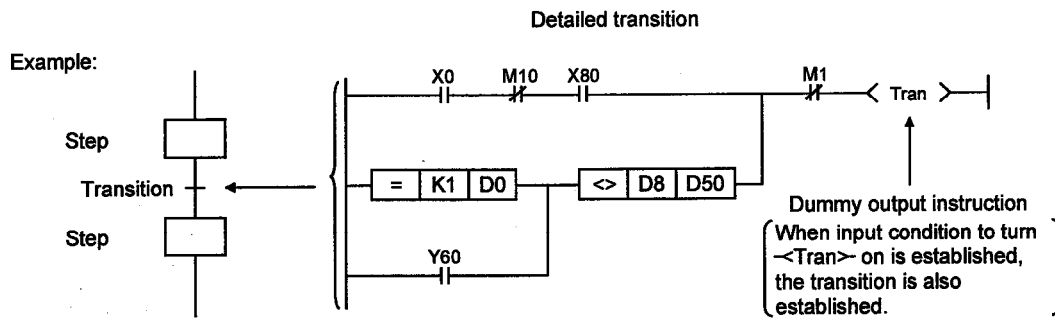 Detailed transition
Example:
X0 M10 X80 M1
Tran
Step
Transition
= K1 D0 <> D8 D50
Step
Y60
Dummy output instruction
When input condition to turn
-<Tran>- on is established,
the transition is also
established.